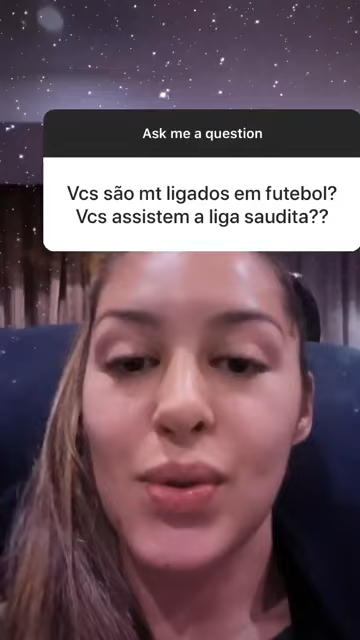 Ask me a question
Vcs são mt ligados em futebol?
Vcs assistem a liga saudita??